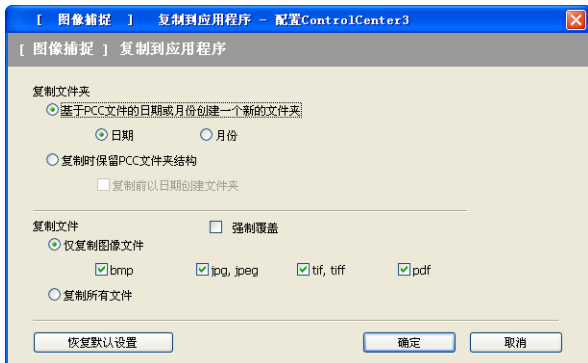 [ 图像捕捉 ] 复制到应用程序 - 配置ControlCenter3
[ 图像捕捉 ] 复制到应用程序
复制文件夹
基于PCC文件的日期或月份创建一个新的文件夹
日期 月份
复制时保留PCC文件夹结构
复制前以日期创建文件夹
复制文件 强制覆盖
仅复制图像文件
bmp jpg, jpeg tif, tiff pdf
复制所有文件
恢复默认设置 确定 取消